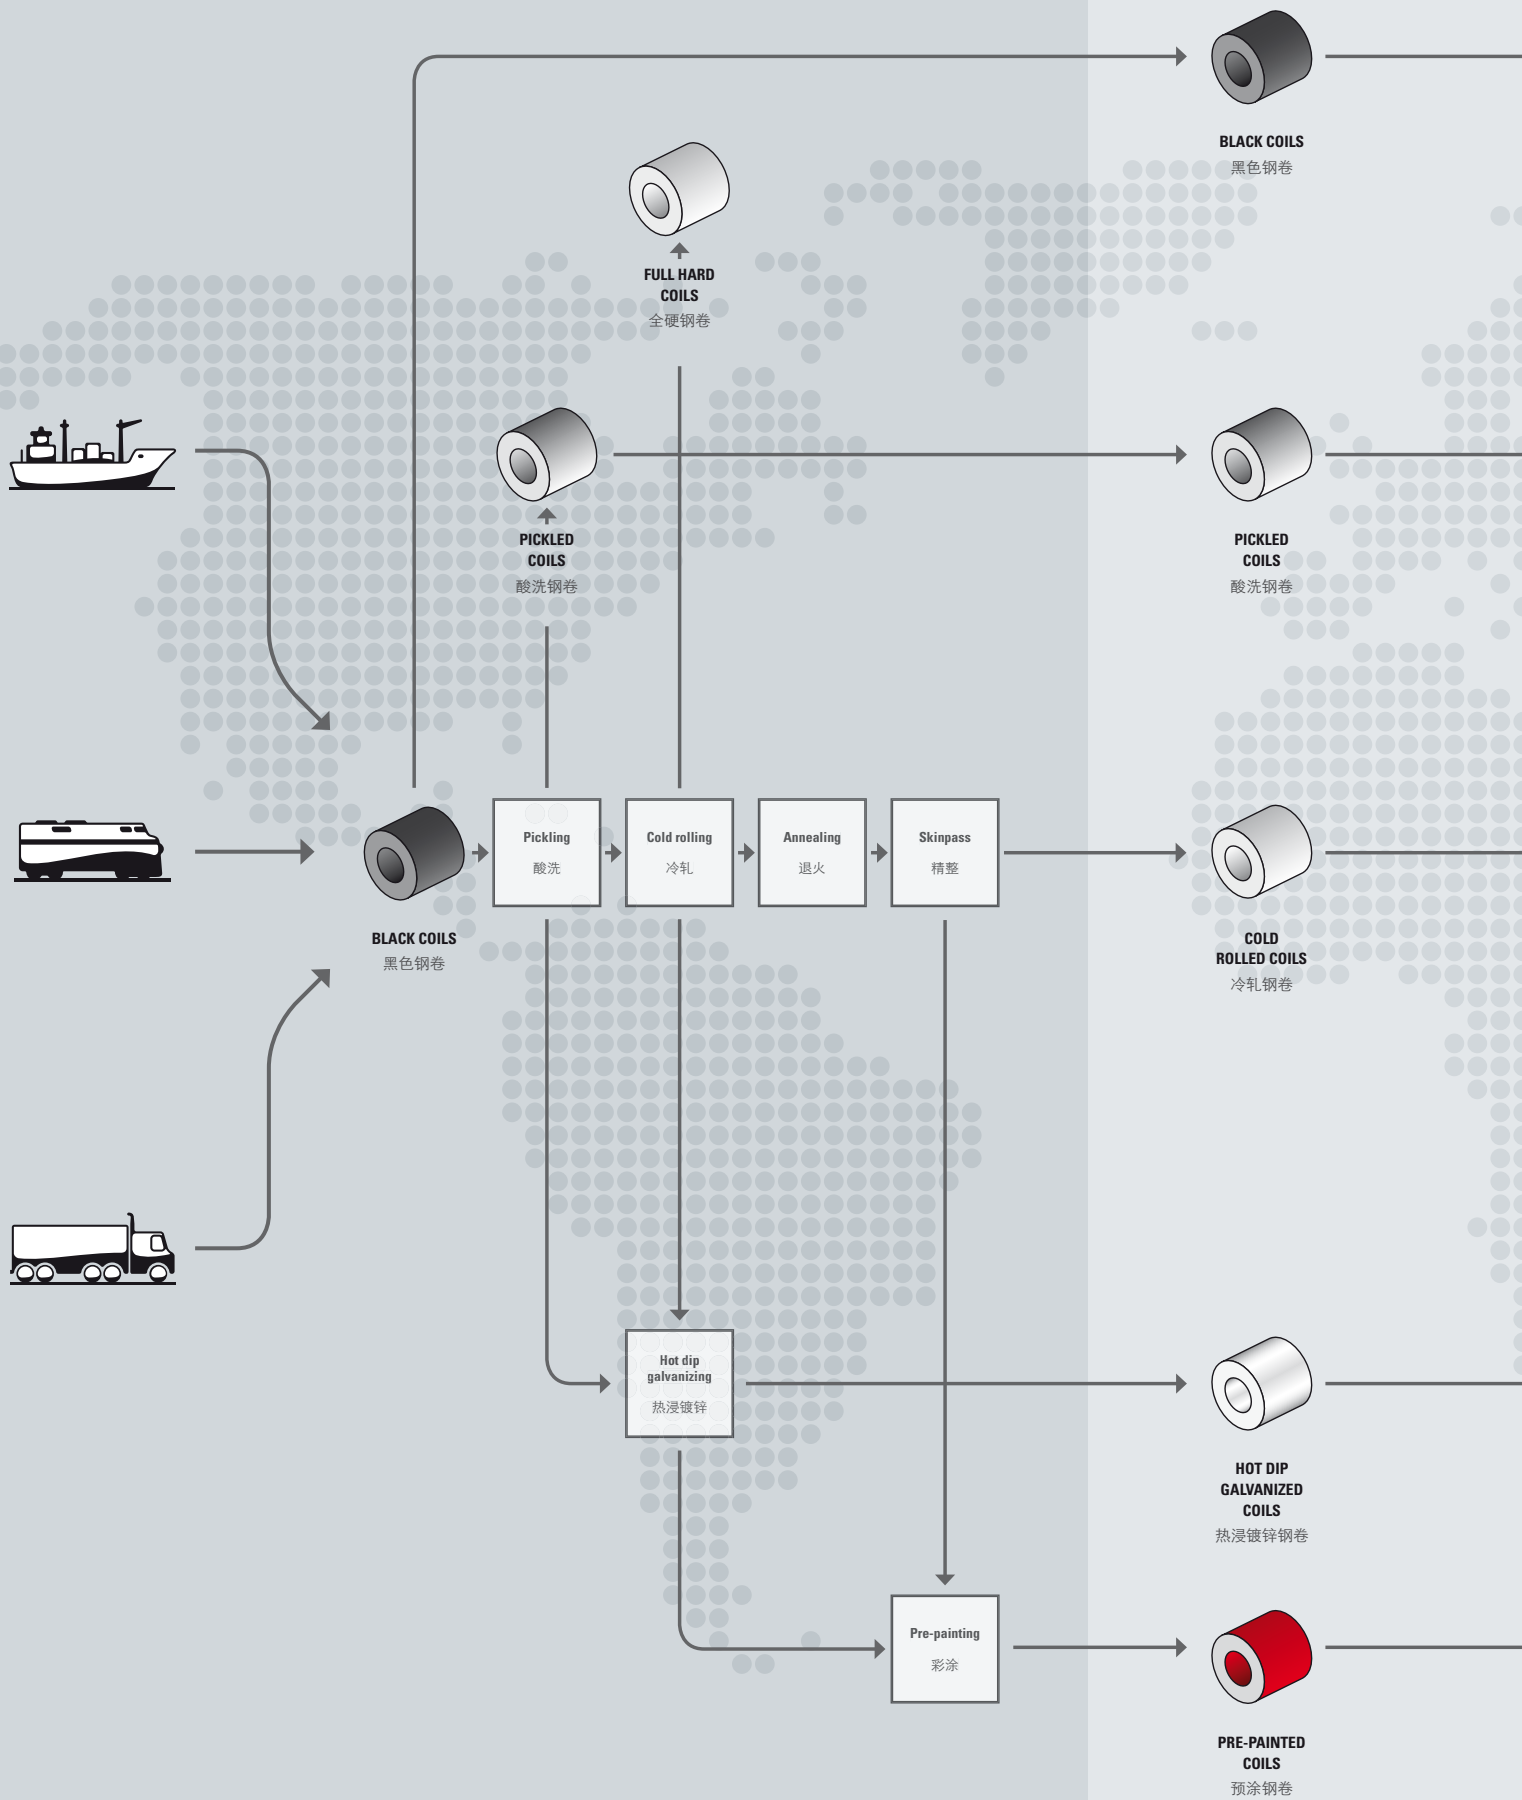 BLACK COILS
黑色钢卷
FULL HARD
COILS
全硬钢卷
PICKLED
COILS
酸洗钢卷
PICKLED
COILS
酸洗钢卷
Pickling
酸洗
Cold rolling
冷轧
Annealing
退火
Skinpass
精整
BLACK COILS
黑色钢卷
COLD
ROLLED COILS
冷轧钢卷
Hot dip
galvanizing
热浸镀锌
HOT DIP
GALVANIZED
COILS
热浸镀锌钢卷
Pre-painting
彩涂
PRE-PAINTED
COILS
预涂钢卷